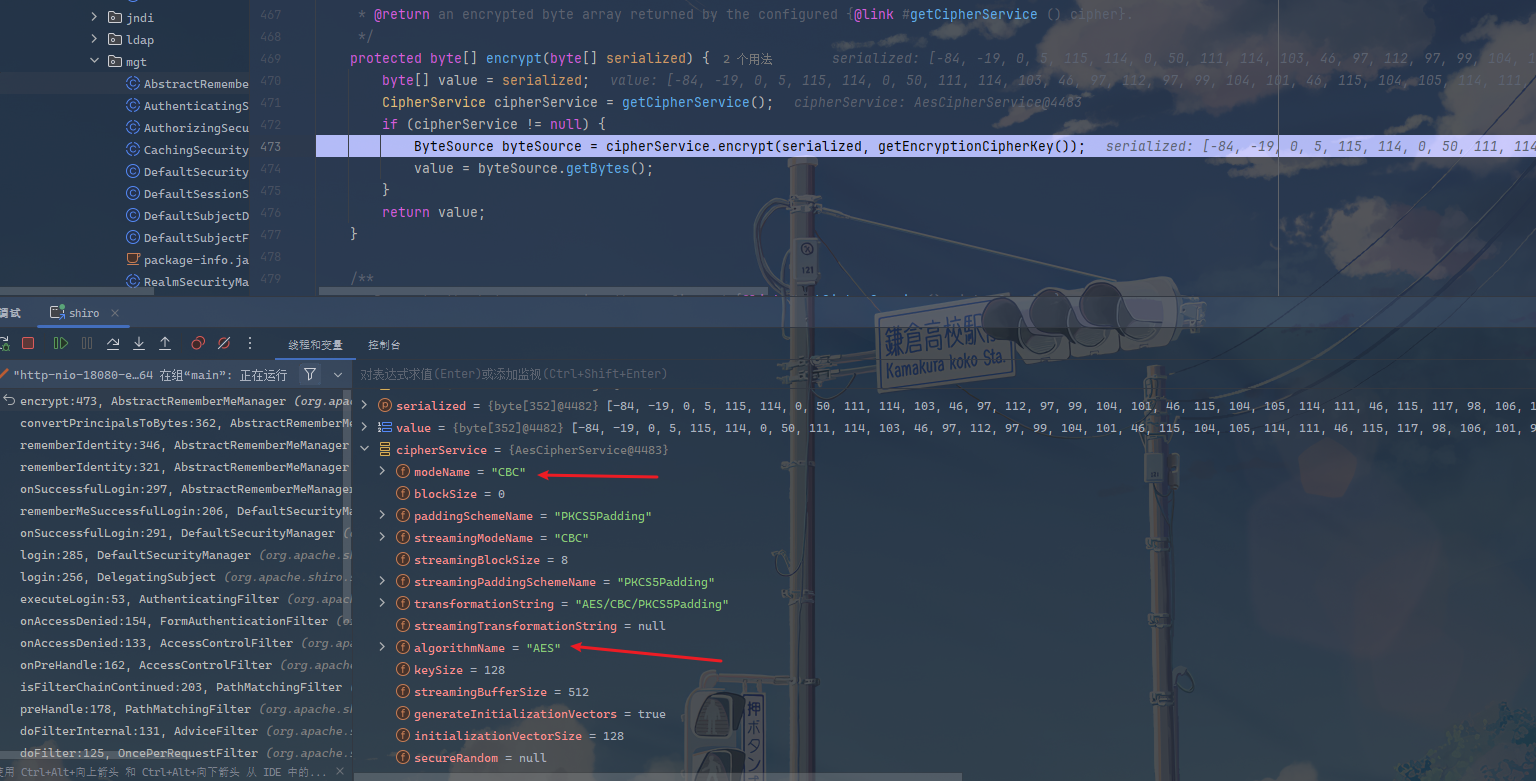 jndi
ldap
mgt
AbstractRemembe
AuthenticatingS
AuthorizingSecu
CachingSecurity
DefaultSecurity
DefaultSessionS
DefaultSubjectD
DefaultSubjectF
package-info.ja
RealmSecurityMa
467 * @return an encrypted byte array returned by the configured {@link #getCipherService () cipher}.
468 */
469 protected byte[] encrypt(byte[] serialized) { 2 个用法 serialized: [-84, -19, 0, 5, 115, 114, 0, 50, 111, 114, 103, 46, 97, 112, 97, 99, 104, 1
470 byte[] value = serialized; value: [-84, -19, 0, 5, 115, 114, 0, 50, 111, 114, 103, 46, 97, 112, 97, 99, 104, 101, 46, 115, 104, 105, 114, 111,
471 CipherService cipherService = getCipherService(); cipherService: AesCipherService@4483
472 if (cipherService != null) {
473 ByteSource byteSource = cipherService.encrypt(serialized, getEncryptionCipherKey()); serialized: [-84, -19, 0, 5, 115, 114, 0, 50, 111, 114
474 value = byteSource.getBytes();
475 }
476 return value;
477 }
478
479 /**
调试 shiro
线程和变量 控制台
"http-nio-18080-e…64 在组“main”: 正在运行
对表达式求值(Enter)或添加监视(Ctrl+Shift+Enter)
encrypt:473, AbstractRememberMeManager (org.apa
convertPrincipalsToBytes:362, AbstractRememberMe
rememberIdentity:346, AbstractRememberMeManager
rememberIdentity:321, AbstractRememberMeManager
onSuccessfulLogin:297, AbstractRememberMeManager
rememberMeSuccessfulLogin:206, DefaultSecurityMa
onSuccessfulLogin:291, DefaultSecurityManager (o
login:285, DefaultSecurityManager (org.apache.sh
login:256, DelegatingSubject (org.apache.shiro.s
executeLogin:53, AuthenticatingFilter (org.apac
onAccessDenied:154, FormAuthenticationFilter (o
onAccessDenied:133, AccessControlFilter (org.apa
onPreHandle:162, AccessControlFilter (org.apache
isFilterChainContinued:203, PathMatchingFilter (
preHandle:178, PathMatchingFilter (org.apache.sh
doFilterInternal:131, AdviceFilter (org.apache.
doFilter:125, OncePerRequestFilter (org.apache.
使用 Ctrl+Alt+向上箭头 和 Ctrl+Alt+向下箭头 从 IDE 中的...
serialized = {byte[352]@4482} [-84, -19, 0, 5, 115, 114, 0, 50, 111, 114, 103, 46, 97, 112, 97, 99, 104, 101, 46, 115, 104, 105, 114, 111, 46, 115, 117, 98, 106, 1
value = {byte[352]@4482} [-84, -19, 0, 5, 115, 114, 0, 50, 111, 114, 103, 46, 97, 112, 97, 99, 104, 101, 46, 115, 104, 105, 114, 111, 46, 115, 117, 98, 106, 101, 9
cipherService = {AesCipherService@4483}
modeName = "CBC"
blockSize = 0
paddingSchemeName = "PKCS5Padding"
streamingModeName = "CBC"
streamingBlockSize = 8
streamingPaddingSchemeName = "PKCS5Padding"
transformationString = "AES/CBC/PKCS5Padding"
streamingTransformationString = null
algorithmName = "AES"
keySize = 128
streamingBufferSize = 512
generateInitializationVectors = true
initializationVectorSize = 128
secureRandom = null
121
鎌倉高校駅
Kamakura koko Sta.
押ボタン